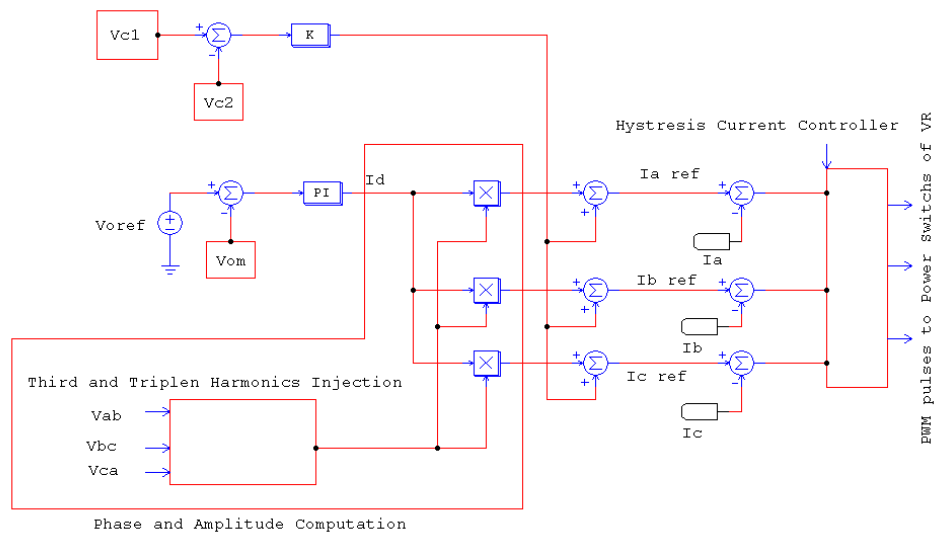 Vc1
K
Vc2
Hystresis Current Controller
Id
PI
Voref
Vom
Ia ref
Ia
Ib ref
Ib
Ic ref
Ic
Third and Triplen Harmonics Injection
Vab
Vbc
Vca
Phase and Amplitude Computation
PWM pulses to Power Switchs of VR